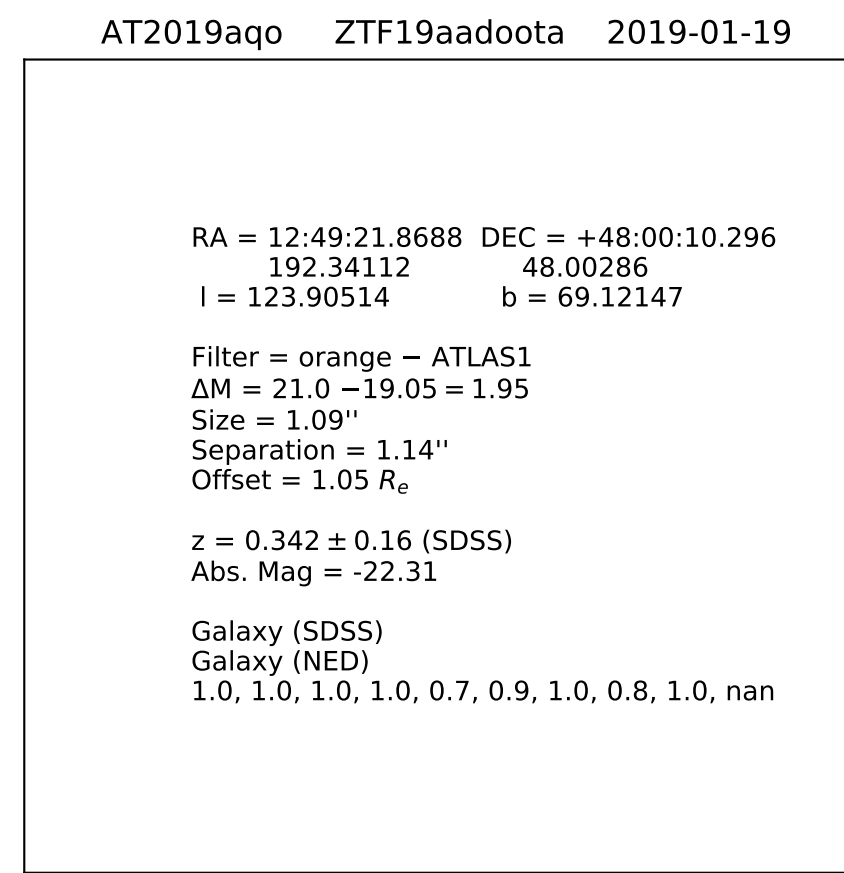 AT2019aqo ZTF19aadoota 2019-01-19
RA = 12:49:21.8688 DEC = +48:00:10.296
192.34112 48.00286
l = 123.90514 b = 69.12147
Filter = orange − ATLAS1
ΔM = 21.0 −19.05 = 1.95
Size = 1.09''
Separation = 1.14''
Offset = 1.05 Re
z = 0.342 ± 0.16 (SDSS)
Abs. Mag = -22.31
Galaxy (SDSS)
Galaxy (NED)
1.0, 1.0, 1.0, 1.0, 0.7, 0.9, 1.0, 0.8, 1.0, nan